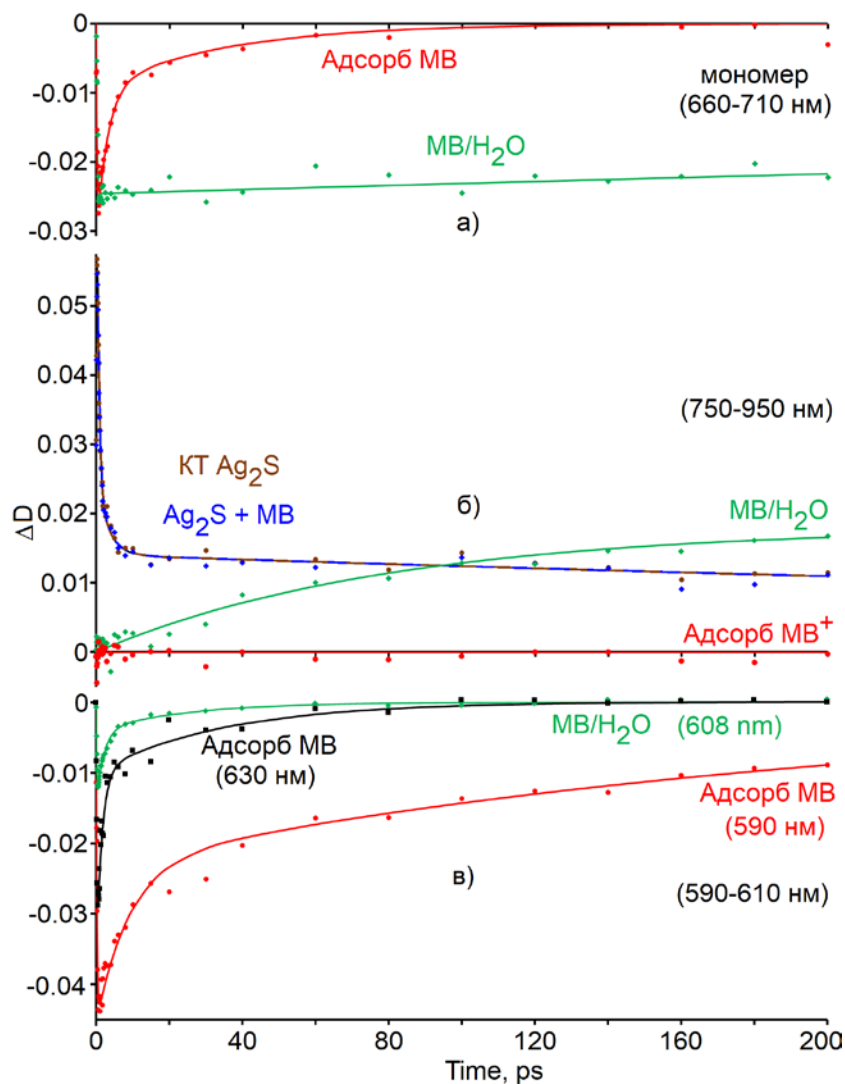 0
Адсорб MB
мономер
(660-710 нм)
-0.01
MB/H₂O
-0.02
-0.03
а)
0.05
0.04
(750-950 нм)
0.03
КТ Ag₂S
Ag₂S + MB
б)
MB/H₂O
0.02
ΔD
0.01
Адсорб MB⁺
0
0
MB/H₂O (608 nm)
Адсорб MB
(630 нм)
-0.01
Адсорб MB
(590 нм)
-0.02
в)
(590-610 нм)
-0.03
-0.04
0 40 80 120 160 200
Time, ps